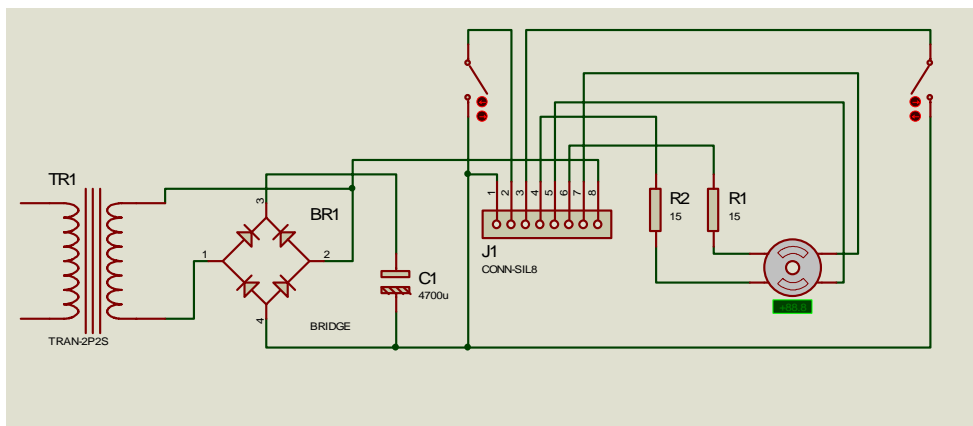 TR1
TRAN-2P2S
3
BR1
1
2
4
BRIDGE
C1
4700u
1
2
3
4
5
6
7
8
J1
CONN-SIL8
R2
15
R1
15